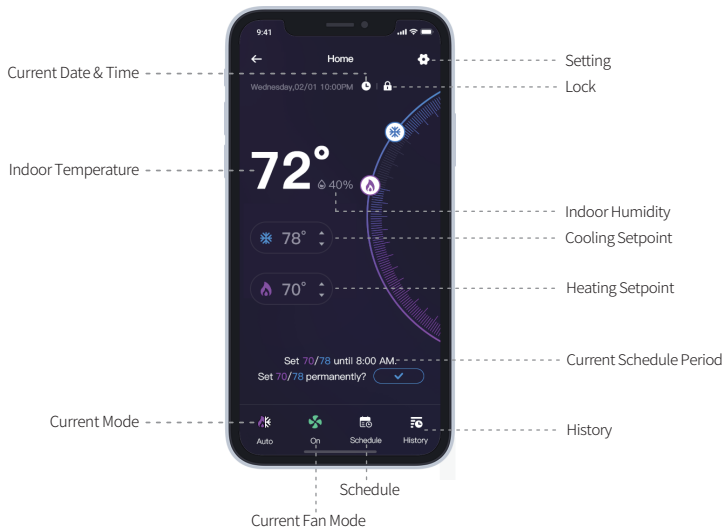 9:41
Home
Setting
Current Date & Time
Wednesday,02/01 10:00PM
Lock
Indoor Temperature
72°
40%
Indoor Humidity
78°
Cooling Setpoint
70°
Heating Setpoint
Set 70/78 until 8:00 AM.
Current Schedule Period
Set 70/78 permanently?
Current Mode
History
Auto
On
Schedule
History
Schedule
Current Fan Mode